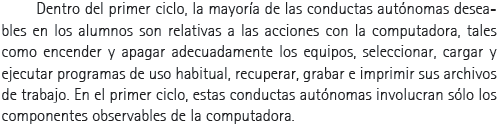 Dentro del primer ciclo, la mayoría de las conductas autónomas desea-
bles en los alumnos son relativas a las acciones con la computadora, tales
como encender y apagar adecuadamente los equipos, seleccionar, cargar y
ejecutar programas de uso habitual, recuperar, grabar e imprimir sus archivos
de trabajo. En el primer ciclo, estas conductas autónomas involucran sólo los
componentes observables de la computadora.